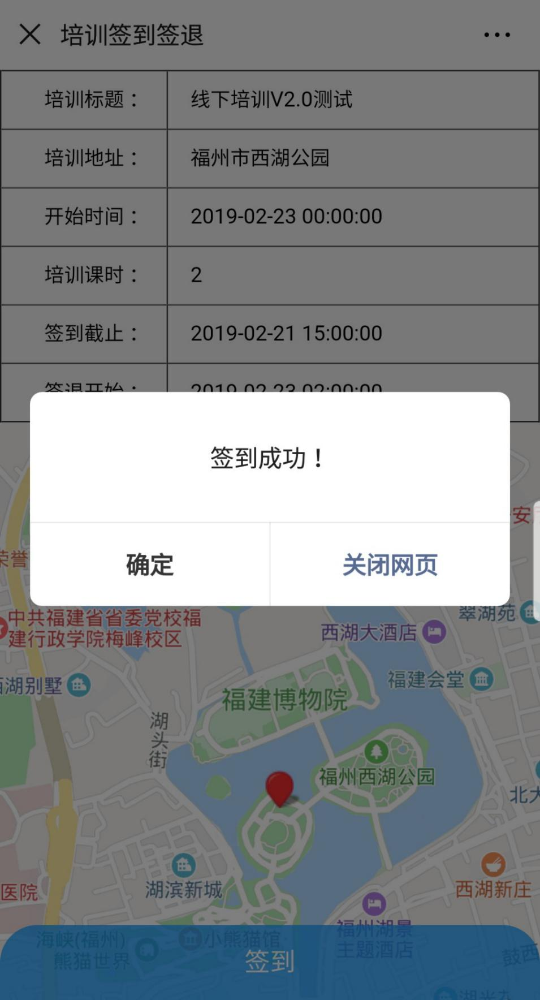 培训签到签退
培训标题：
线下培训V2.0测试
培训地址：
福州市西湖公园
开始时间：
2019-02-23 00:00:00
培训课时：
2
签到截止：
2019-02-21 15:00:00
签退开始：
2019-02-23 02:00:00
签到成功！
确定
关闭网页
安
荣誉
中共福建省省委党校福
建行政学院梅峰校区
翠湖苑
西湖大酒店
湖别墅
福建会堂
福建博物院
湖头街
福州西湖公园
北大
湖滨新城
西湖新庄
医院
福州湖景
主题酒店
海峡(福州)
熊猫世界
小熊猫馆
签到
鼓西